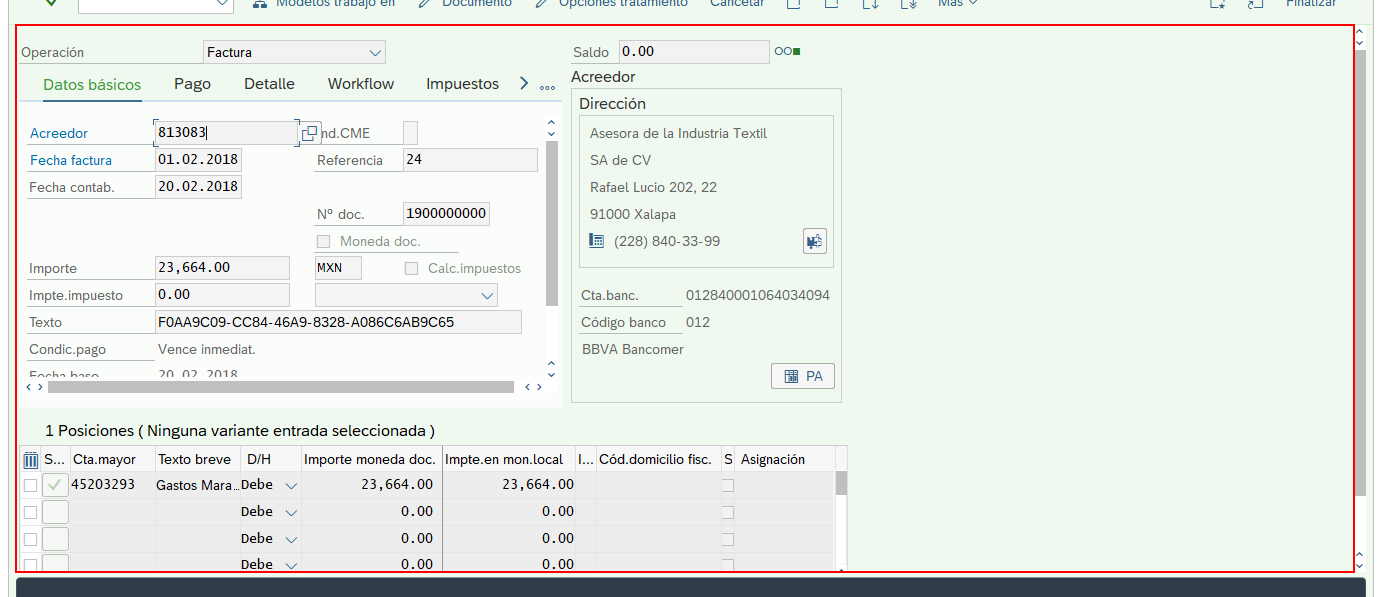 Modelos trabajo en Documento Opciones tratamiento Cancelar Más Finalizar
Operación Factura Saldo 0.00
Datos básicos Pago Detalle Workflow Impuestos
Acreedor
Dirección
Acreedor 813083 nd.CME
Asesora de la Industria Textil
Fecha factura 01.02.2018 Referencia 24
SA de CV
Fecha contab. 20.02.2018
Rafael Lucio 202, 22
Nº doc. 1900000000
91000 Xalapa
Moneda doc.
(228) 840-33-99
Importe 23,664.00 MXN Calc.impuestos
Impte.impuesto 0.00
Cta.banc. 012840001064034094
Texto F0AA9C09-CC84-46A9-8328-A086C6AB9C65
Código banco 012
Condic.pago Vence inmediat.
BBVA Bancomer
Fecha base 20.02.2018
PA
1 Posiciones ( Ninguna variante entrada seleccionada )
S... Cta.mayor Texto breve D/H Importe moneda doc. Impte.en mon.local I... Cód.domicilio fisc. S Asignación
45203293 Gastos Mara... Debe 23,664.00 23,664.00
Debe 0.00 0.00
Debe 0.00 0.00
Debe 0.00 0.00